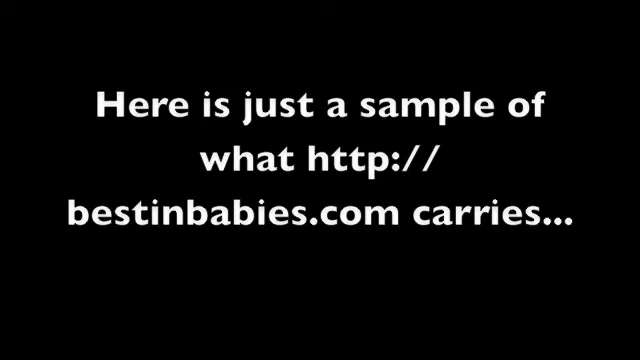 Here is just a sample of
what http://
bestinbabies.com carries...